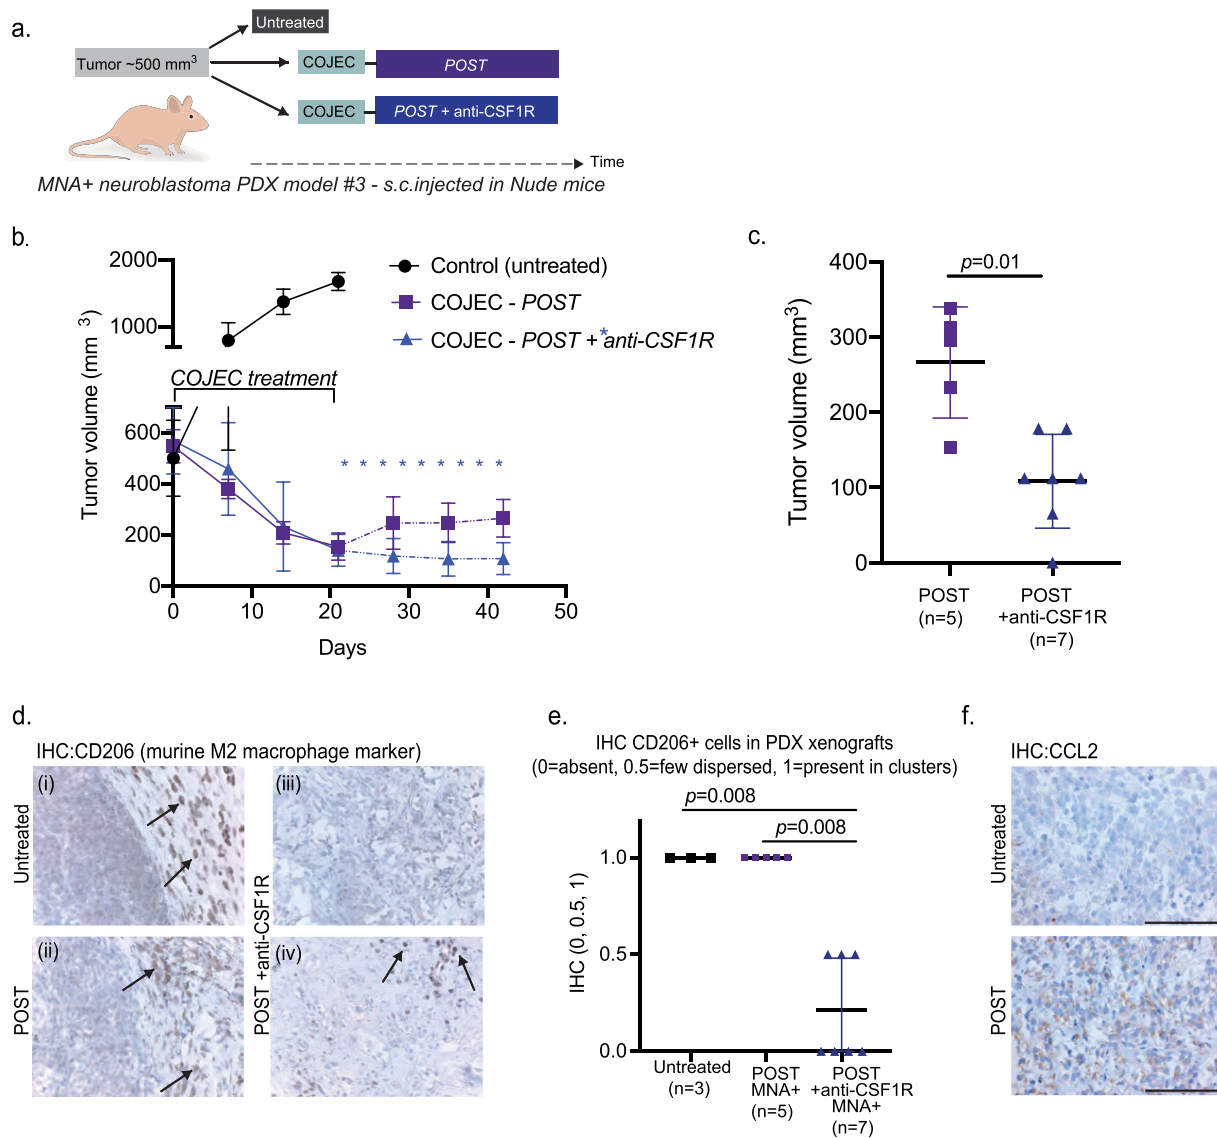 a.
Untreated
Tumor ~500 mm3
COJEC
POST
COJEC
POST + anti-CSF1R
Time
MNA+ neuroblastoma PDX model #3 - s.c.injected in Nude mice
b.
Tumor volume (mm 3)
2000
1000
600
400
200
0
Control (untreated)
COJEC - POST
COJEC - POST + *anti-CSF1R
COJEC treatment
* * * * * * * * *
0 10 20 30 40 50
Days
c.
Tumor volume (mm3)
400
300
200
100
0
p=0.01
POST
(n=5)
POST
+anti-CSF1R
(n=7)
d.
IHC:CD206 (murine M2 macrophage marker)
Untreated
(i)
(iii)
POST
(ii)
POST +anti-CSF1R
(iv)
e.
IHC CD206+ cells in PDX xenografts
(0=absent, 0.5=few dispersed, 1=present in clusters)
p=0.008
p=0.008
IHC (0, 0.5, 1)
1.0
0.5
0.0
Untreated
(n=3)
POST
MNA+
(n=5)
POST
+anti-CSF1R
MNA+
(n=7)
f.
IHC:CCL2
Untreated
POST